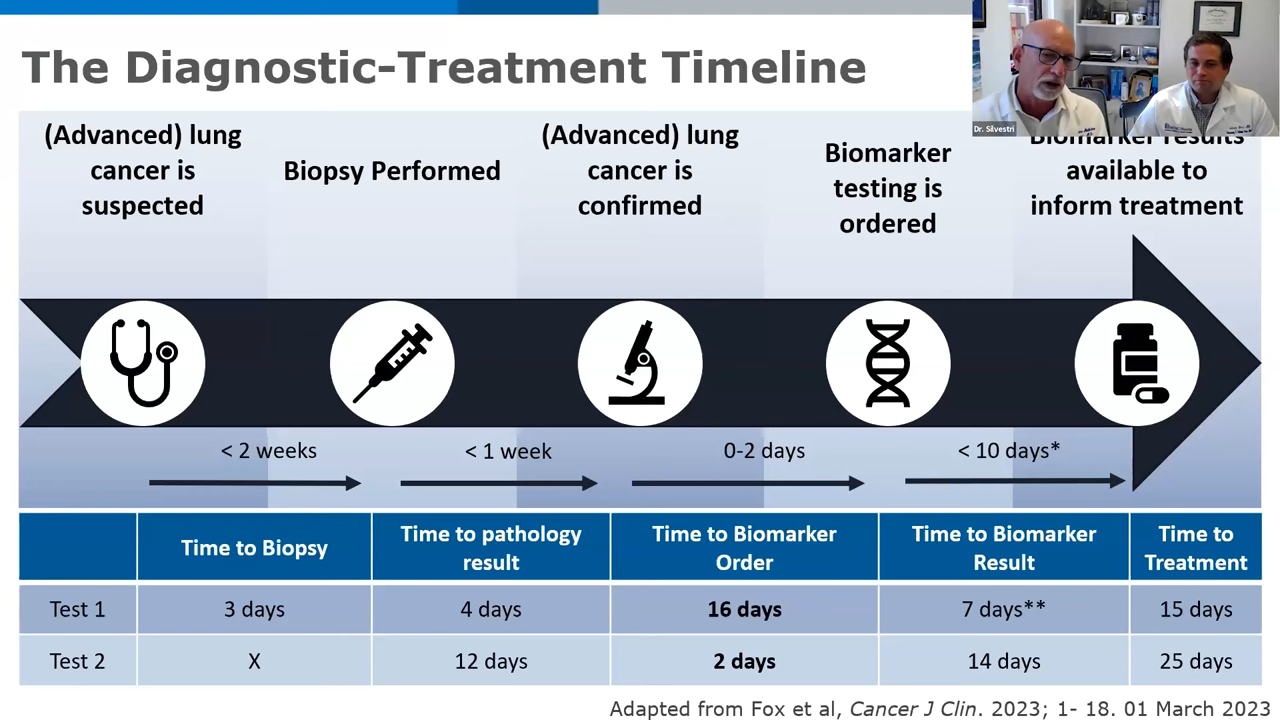 The Diagnostic-Treatment Timeline
Dr. Silvestri
(Advanced) lung
cancer is
suspected
Biopsy Performed
(Advanced) lung
cancer is
confirmed
Biomarker
testing is
ordered
Biomarker results
available to
inform treatment
< 2 weeks
< 1 week
0-2 days
< 10 days*
Time to Biopsy
Time to pathology
result
Time to Biomarker
Order
Time to Biomarker
Result
Time to
Treatment
Test 1
3 days
4 days
16 days
7 days**
15 days
Test 2
X
12 days
2 days
14 days
25 days
Adapted from Fox et al, Cancer J Clin. 2023; 1- 18. 01 March 2023